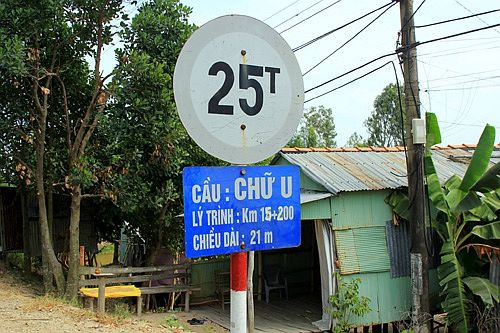 25T
CẦU : CHỮ U
LÝ TRÌNH : Km 15+200
CHIỀU DÀI : 21 m